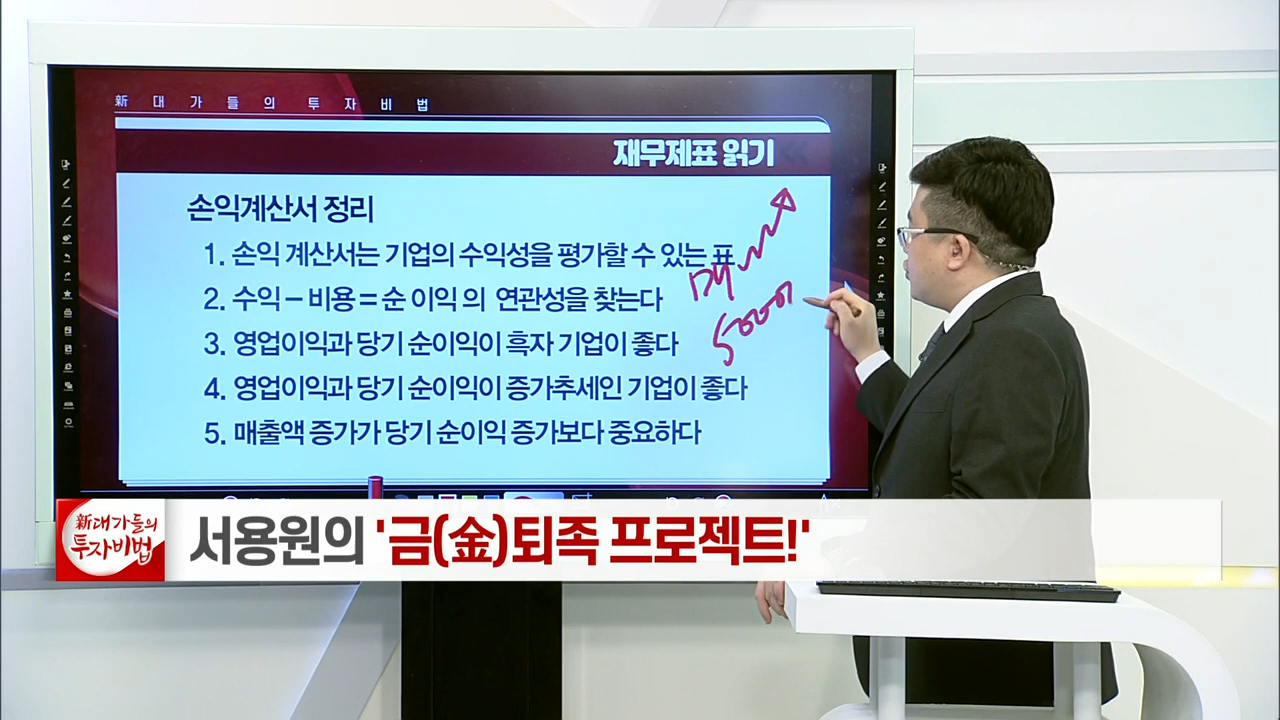 新 대 가 들 의 투 자 비 법
재무제표 읽기
손익계산서 정리
1. 손익 계산서는 기업의 수익성을 평가할 수 있는 표
2. 수익 – 비용 = 순 이익 의 연관성을 찾는다
3. 영업이익과 당기 순이익이 흑자 기업이 좋다
4. 영업이익과 당기 순이익이 증가추세인 기업이 좋다
5. 매출액 증가가 당기 순이익 증가보다 중요하다
新대가들의
투자비법
서용원의 '금(金)퇴족 프로젝트!'